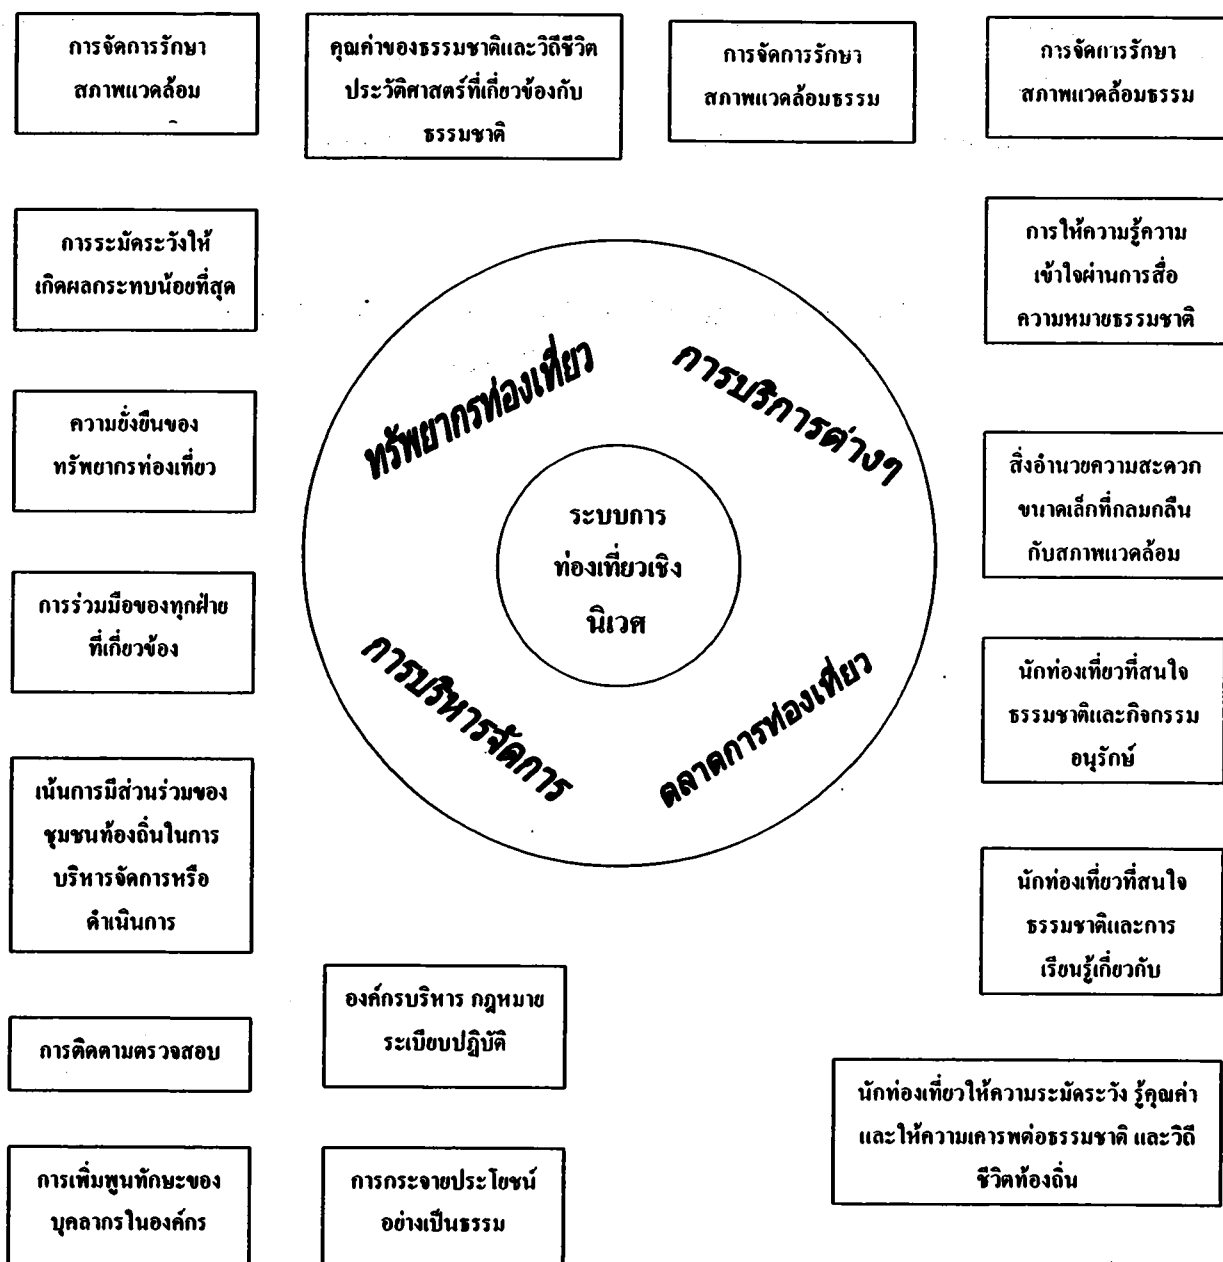 การจัดการรักษา
สภาพแวดล้อม
คุณค่าของธรรมชาติและวิถีชีวิต
ประวัติศาสตร์ที่เกี่ยวข้องกับ
ธรรมชาติ
การจัดการรักษา
สภาพแวดล้อมธรรม
การจัดการรักษา
สภาพแวดล้อมธรรม
การระมัดระวังให้
เกิดผลกระทบน้อยที่สุด
การให้ความรู้ความ
เข้าใจผ่านการสื่อ
ความหมายธรรมชาติ
ทรัพยากรท่องเที่ยว
การบริการต่างๆ
ความยั่งยืนของ
ทรัพยากรท่องเที่ยว
สิ่งอำนวยความสะดวก
ขนาดเล็กที่กลมกลืน
กับสภาพแวดล้อม
ระบบการ
ท่องเที่ยวเชิง
นิเวศ
การร่วมมือของทุกฝ่าย
ที่เกี่ยวข้อง
การบริหารจัดการ
ตลาดการท่องเที่ยว
นักท่องเที่ยวที่สนใจ
ธรรมชาติและกิจกรรม
อนุรักษ์
เน้นการมีส่วนร่วมของ
ชุมชนท้องถิ่นในการ
บริหารจัดการหรือ
ดำเนินการ
นักท่องเที่ยวที่สนใจ
ธรรมชาติและการ
เรียนรู้เกี่ยวกับ
องค์กรบริหาร กฎหมาย
ระเบียบปฏิบัติ
การติดตามตรวจสอบ
นักท่องเที่ยวให้ความระมัดระวัง รู้คุณค่า
และให้ความเคารพต่อธรรมชาติ และวิถี
ชีวิตท้องถิ่น
การเพิ่มพูนทักษะของ
บุคลากรในองค์กร
การกระจายประโยชน์
อย่างเป็นธรรม